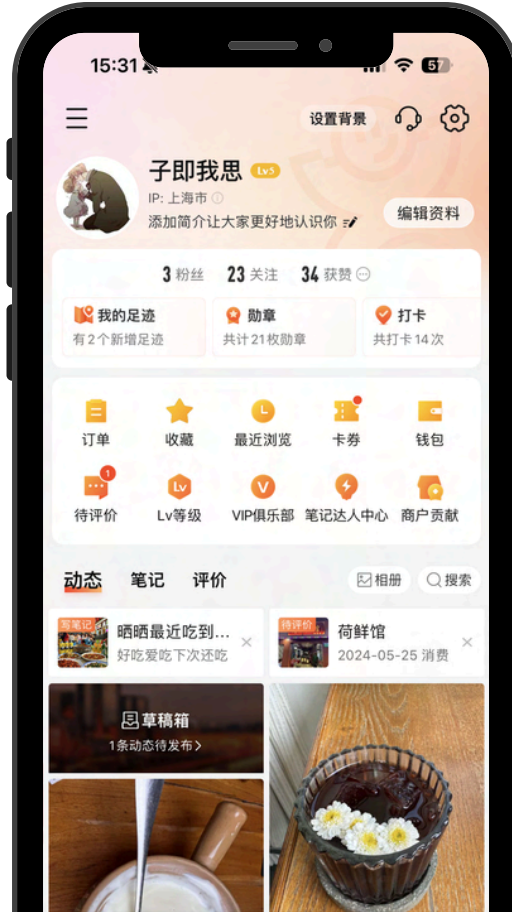 15:31
57
设置背景
子即我思 Lv5
IP: 上海市
添加简介让大家更好地认识你
编辑资料
3 粉丝 23 关注 34 获赞
我的足迹
有2个新增足迹
勋章
共计21枚勋章
打卡
共打卡14次
订单 收藏 最近浏览 卡券 钱包
1
Lv
V
待评价 Lv等级 VIP俱乐部 笔记达人中心 商户贡献
动态 笔记 评价 相册 搜索
写笔记
晒晒最近吃到...
好吃爱吃下次还吃
待评价
荷鲜馆
2024-05-25 消费
草稿箱
1条动态待发布